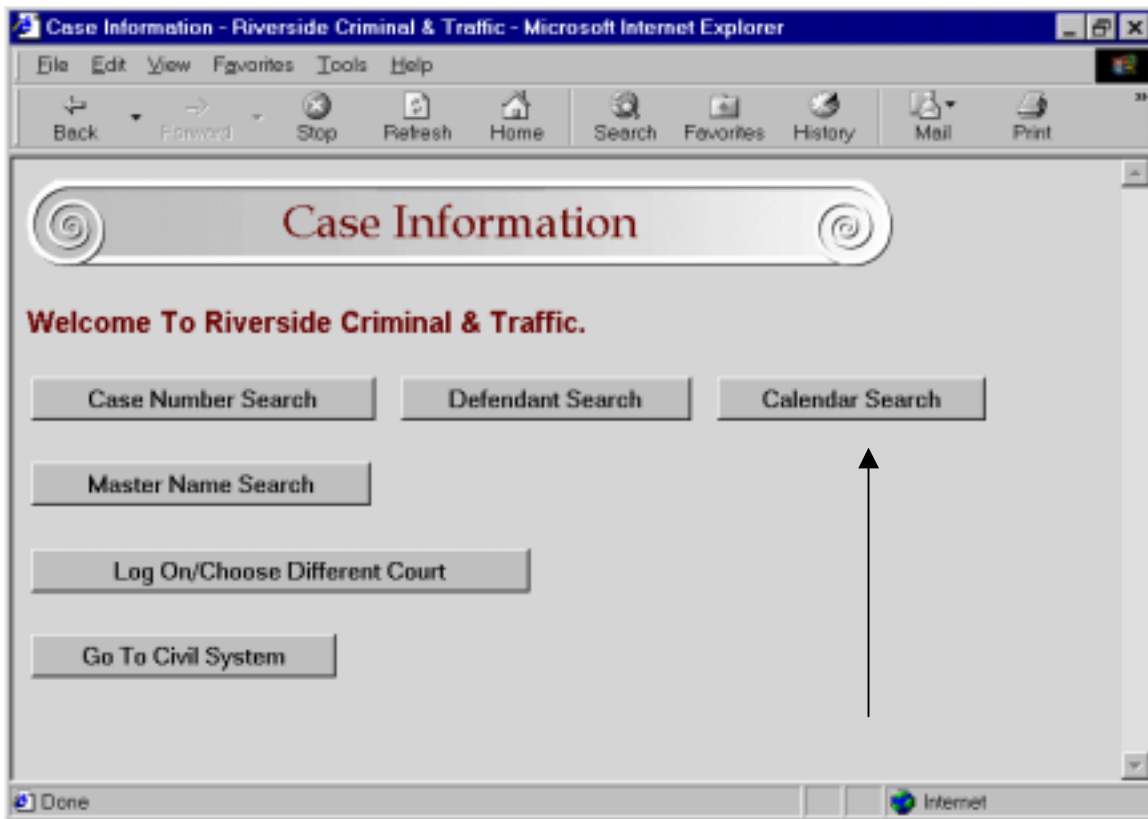 Case Information - Riverside Criminal & Traffic - Microsoft Internet Explorer
File Edit View Favorites Tools Help
Back Forward Stop Refresh Home Search Favorites History Mail Print
Case Information
Welcome To Riverside Criminal & Traffic.
Case Number Search Defendant Search Calendar Search
Master Name Search
Log On/Choose Different Court
Go To Civil System
Done Internet